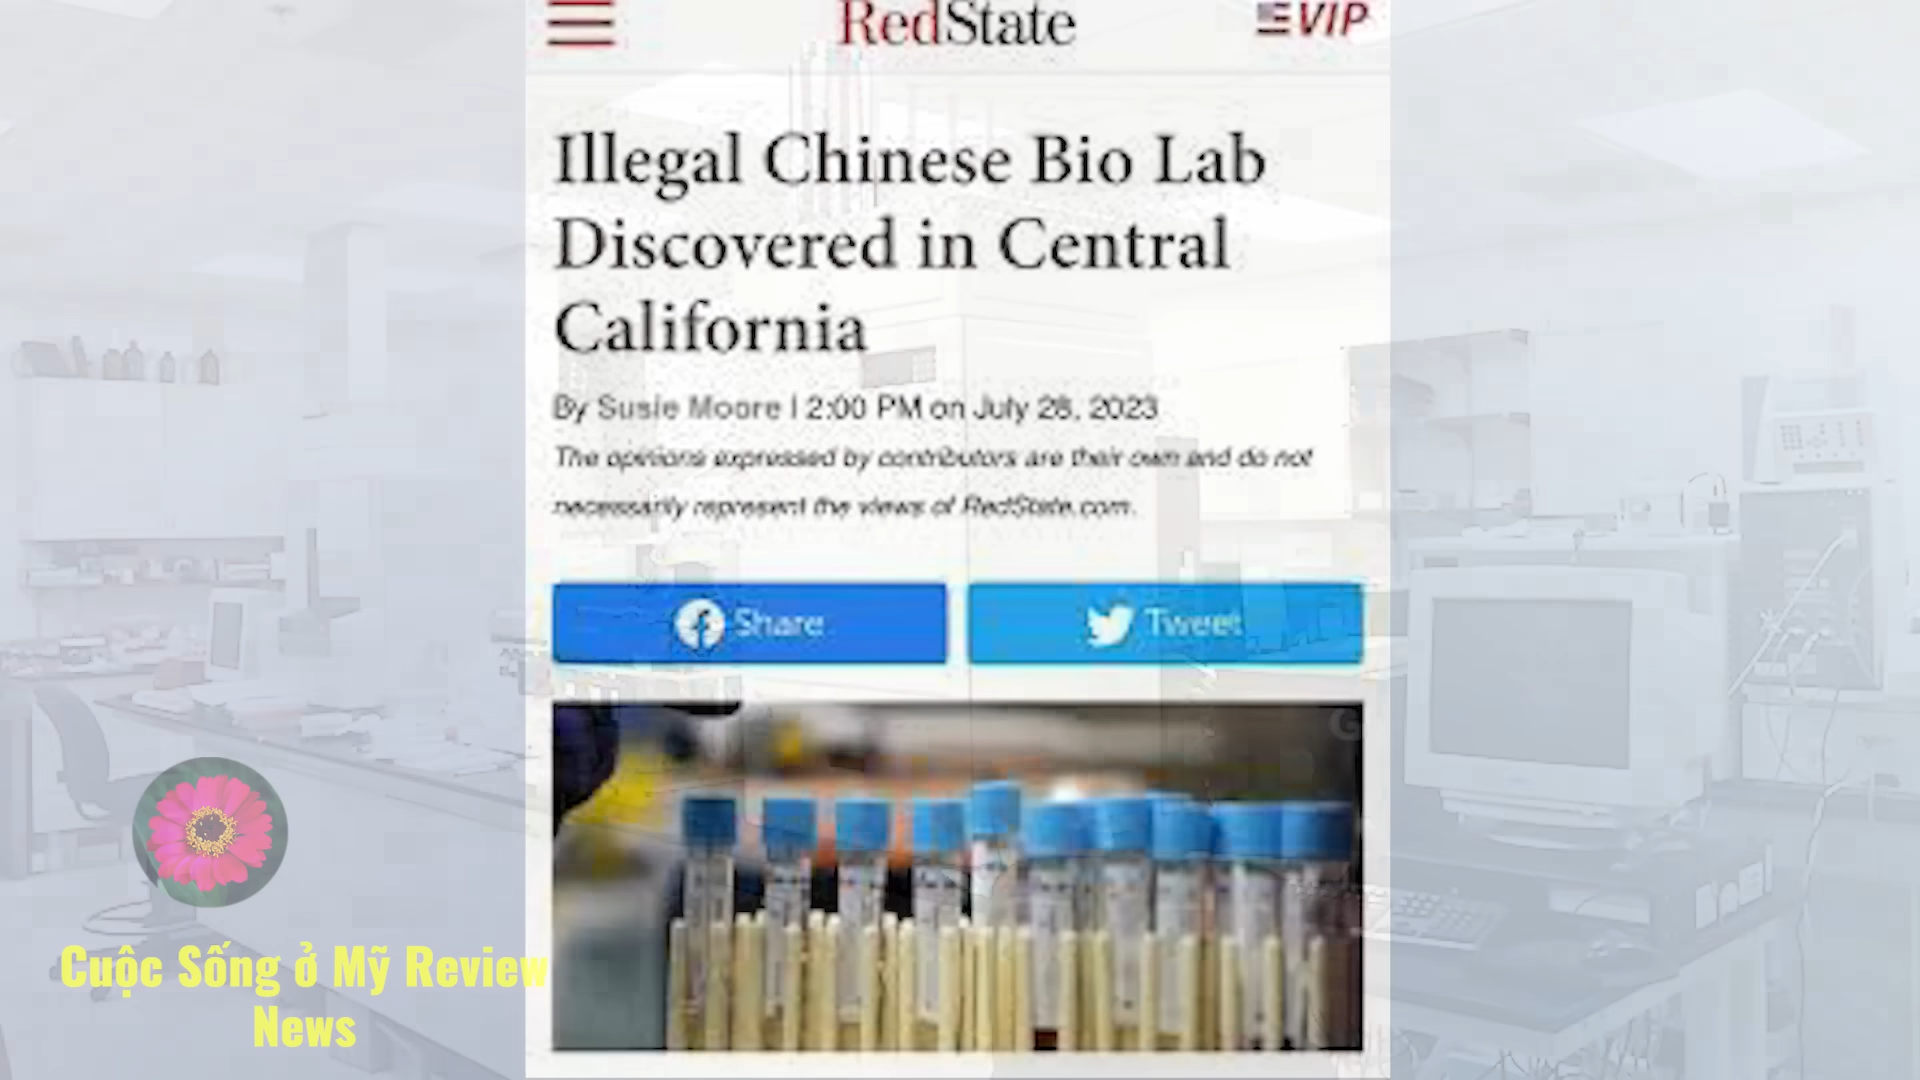 RedState
VIP
Illegal Chinese Bio Lab
Discovered in Central
California
By Susie Moore | 2:00 PM on July 28, 2023
The opinions expressed by contributors are their own and do not
necessarily represent the views of RedState.com.
Share
Tweet
Cuộc Sống ở Mỹ Review
News